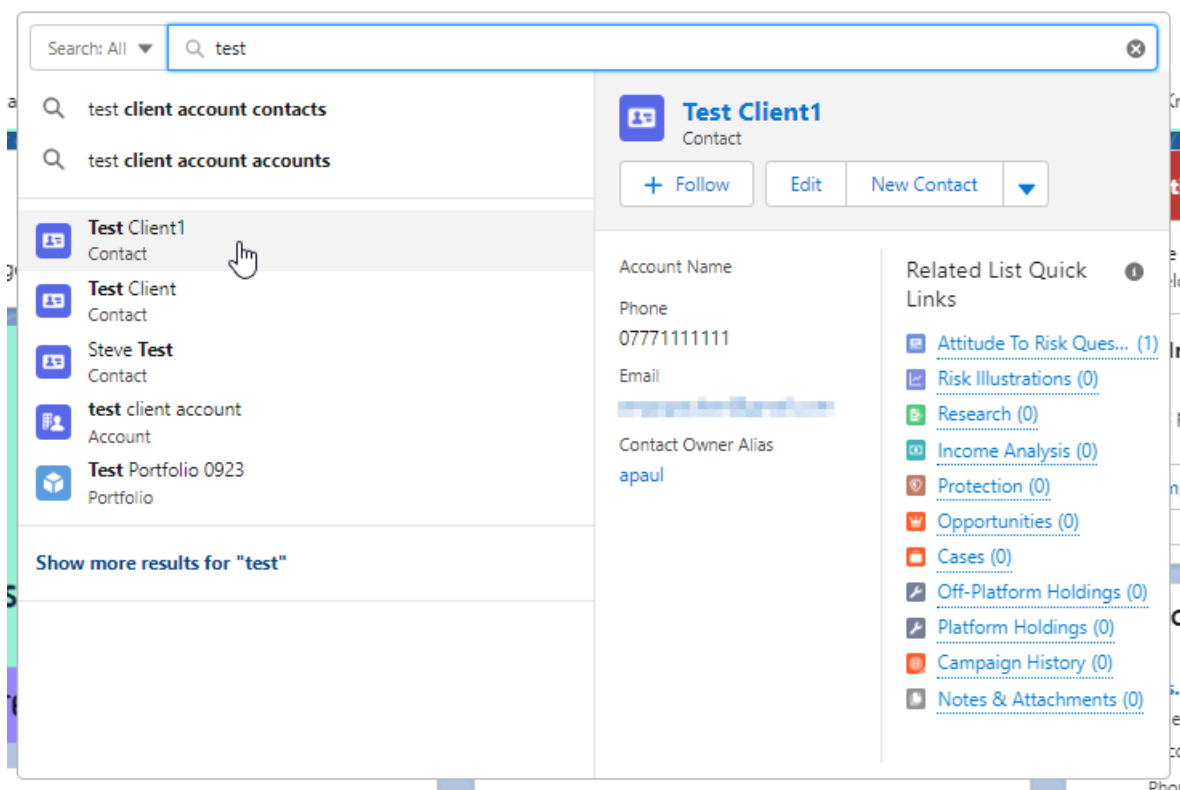 Search: All
test
test client account contacts
test client account accounts
Test Client1
Contact
Test Client
Contact
Steve Test
Contact
test client account
Account
Test Portfolio 0923
Portfolio
Show more results for "test"
Test Client1
Contact
+ Follow
Edit
New Contact
Account Name
Phone
07771111111
Email
Contact Owner Alias
apaul
Related List Quick
Links
Attitude To Risk Ques... (1)
Risk Illustrations (0)
Research (0)
Income Analysis (0)
Protection (0)
Opportunities (0)
Cases (0)
Off-Platform Holdings (0)
Platform Holdings (0)
Campaign History (0)
Notes & Attachments (0)